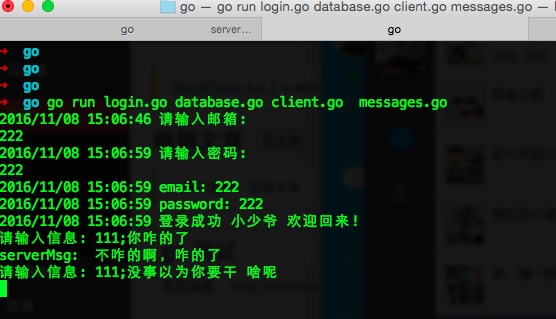 go — go run login.go database.go client.go messages.go —
go
server…
go
→ go
→ go
→ go
→ go go run login.go database.go client.go messages.go
2016/11/08 15:06:46 请输入邮箱:
222
2016/11/08 15:06:59 请输入密码:
222
2016/11/08 15:06:59 email: 222
2016/11/08 15:06:59 password: 222
2016/11/08 15:06:59 登录成功 小少爷 欢迎回来!
请输入信息: 111;你咋的了
serverMsg: 不咋的啊，咋的了
请输入信息: 111;没事以为你要干 啥呢